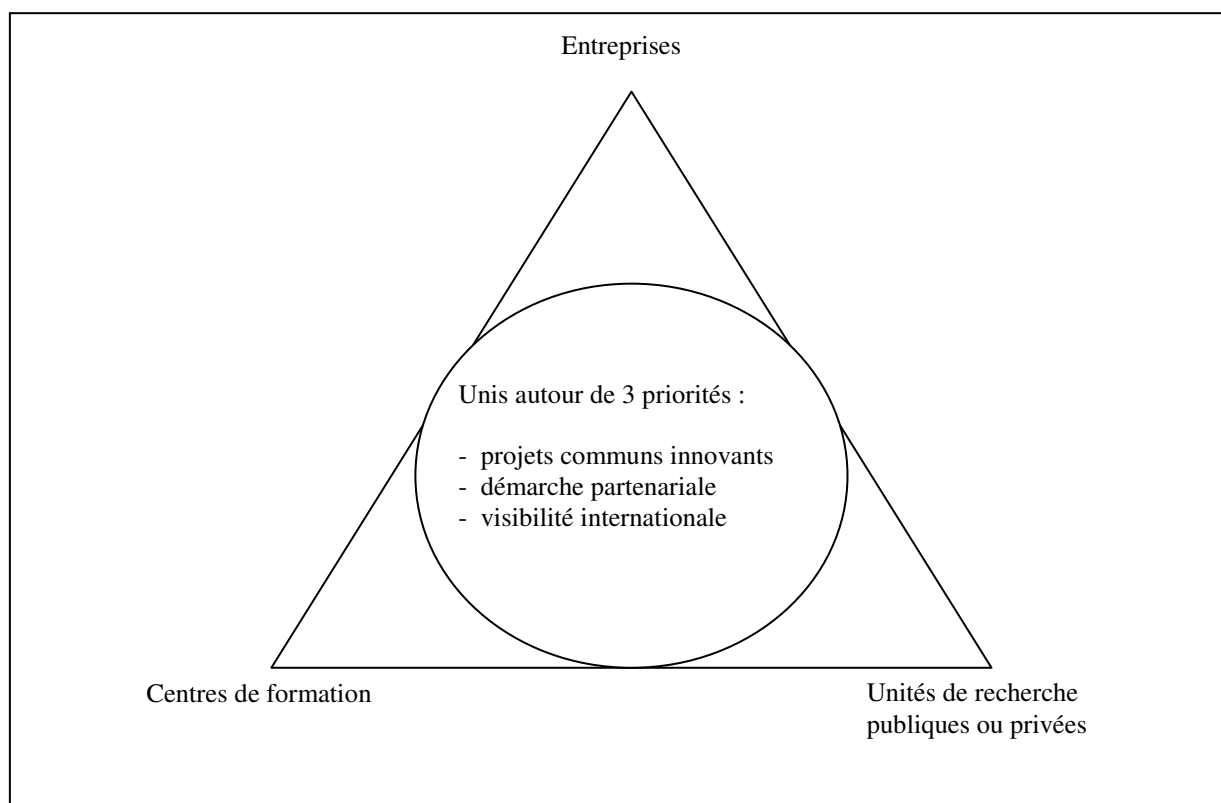 Entreprises
Unis autour de 3 priorités :
- projets communs innovants
- démarche partenariale
- visibilité internationale
Centres de formation
Unités de recherche
publiques ou privées